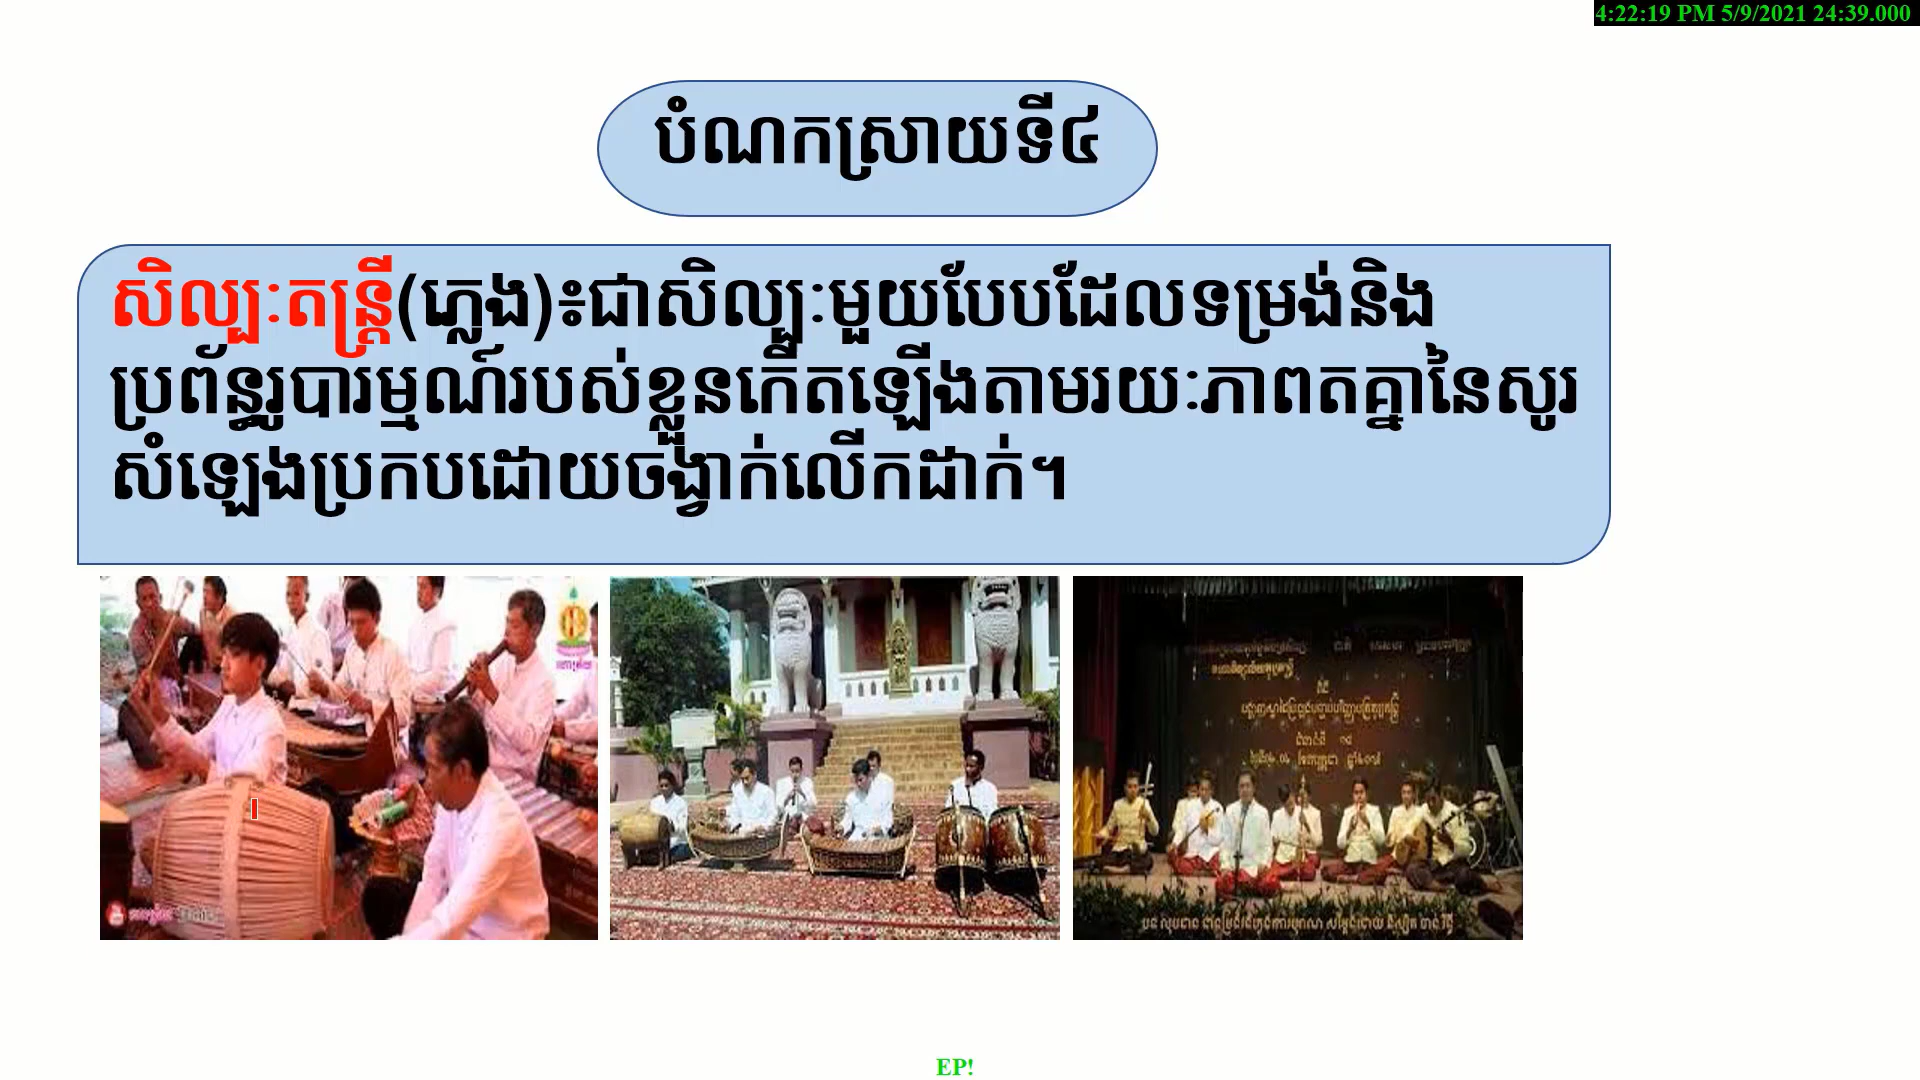 4:22:19 PM 5/9/2021 24:39.000
បំណកស្រាយទី៤
សិល្បៈតន្ត្រី(ភ្លេង)៖ជាសិល្បៈមួយបែបដែលទម្រង់និង
ប្រព័ន្ធរូបារម្មណ៍របស់ខ្លួនកើតឡើងតាមរយៈភាពតគ្នានៃសូរ
សំឡេងប្រកបដោយចង្វាក់លើកដាក់។
EP!